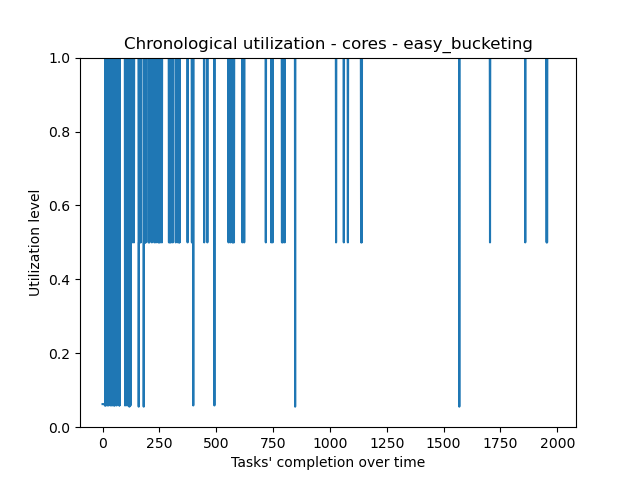 Chronological utilization - cores - easy_bucketing
1.0
0.8
0.6
0.4
0.2
0.0
Utilization level
0 250 500 750 1000 1250 1500 1750 2000
Tasks' completion over time